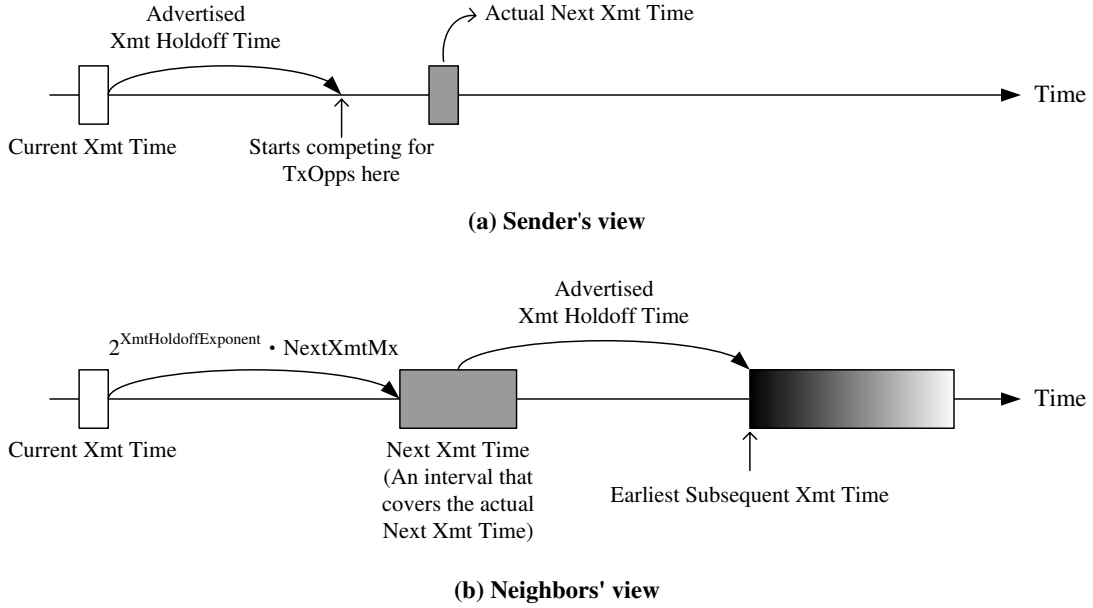 Advertised
Xmt Holdoff Time
Actual Next Xmt Time
Time
Current Xmt Time
Starts competing for
TxOpps here
(a) Sender's view
Advertised
Xmt Holdoff Time
2^XmtHoldoffExponent · NextXmtMx
Time
Current Xmt Time
Next Xmt Time
(An interval that
covers the actual
Next Xmt Time)
Earliest Subsequent Xmt Time
(b) Neighbors' view